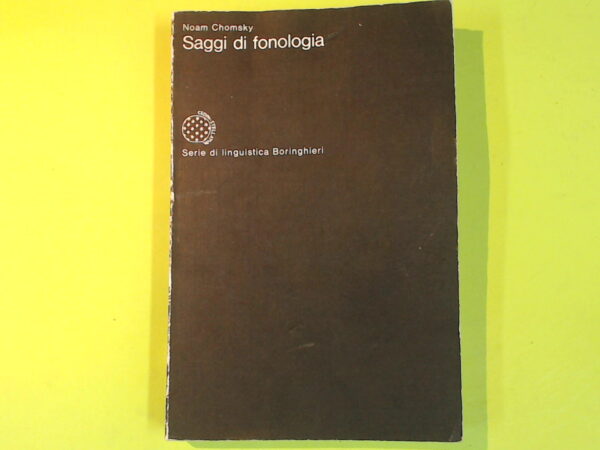 Noam Chomsky
Saggi di fonologia
Serie di linguistica Boringhieri